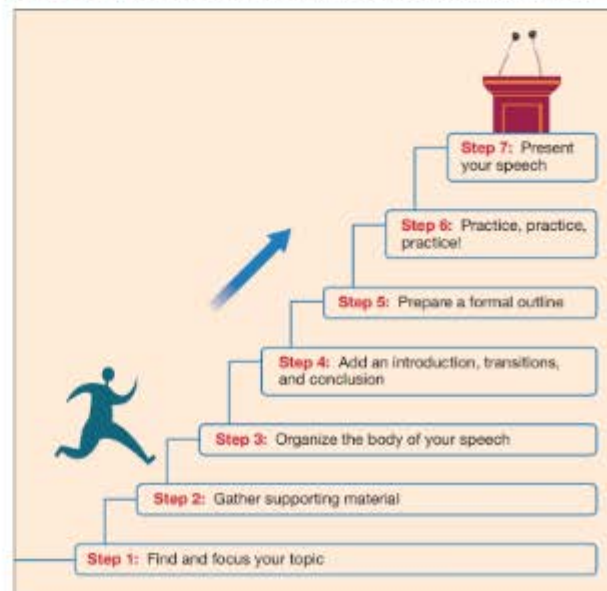 Step 7: Present
your speech
Step 6: Practice, practice,
practice!
Step 5: Prepare a formal outline
Step 4: Add an introduction, transitions,
and conclusion
Step 3: Organize the body of your speech
Step 2: Gather supporting material
Step 1: Find and focus your topic